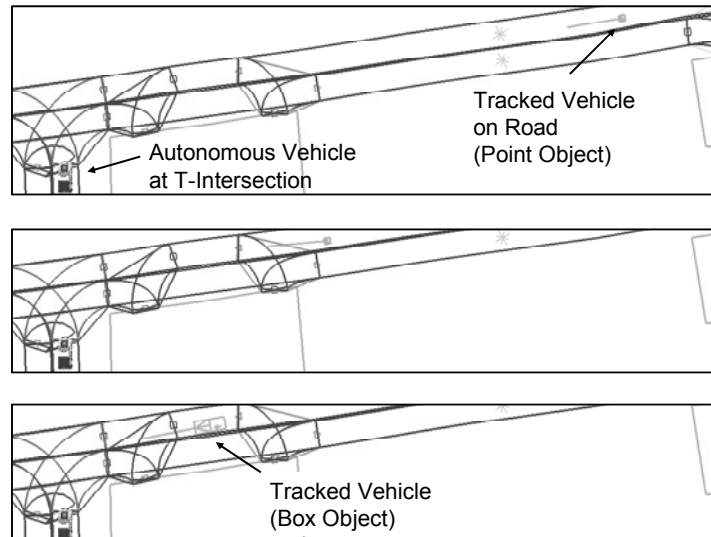 Tracked Vehicle
on Road
(Point Object)
Autonomous Vehicle
at T-Intersection
Tracked Vehicle
(Box Object)